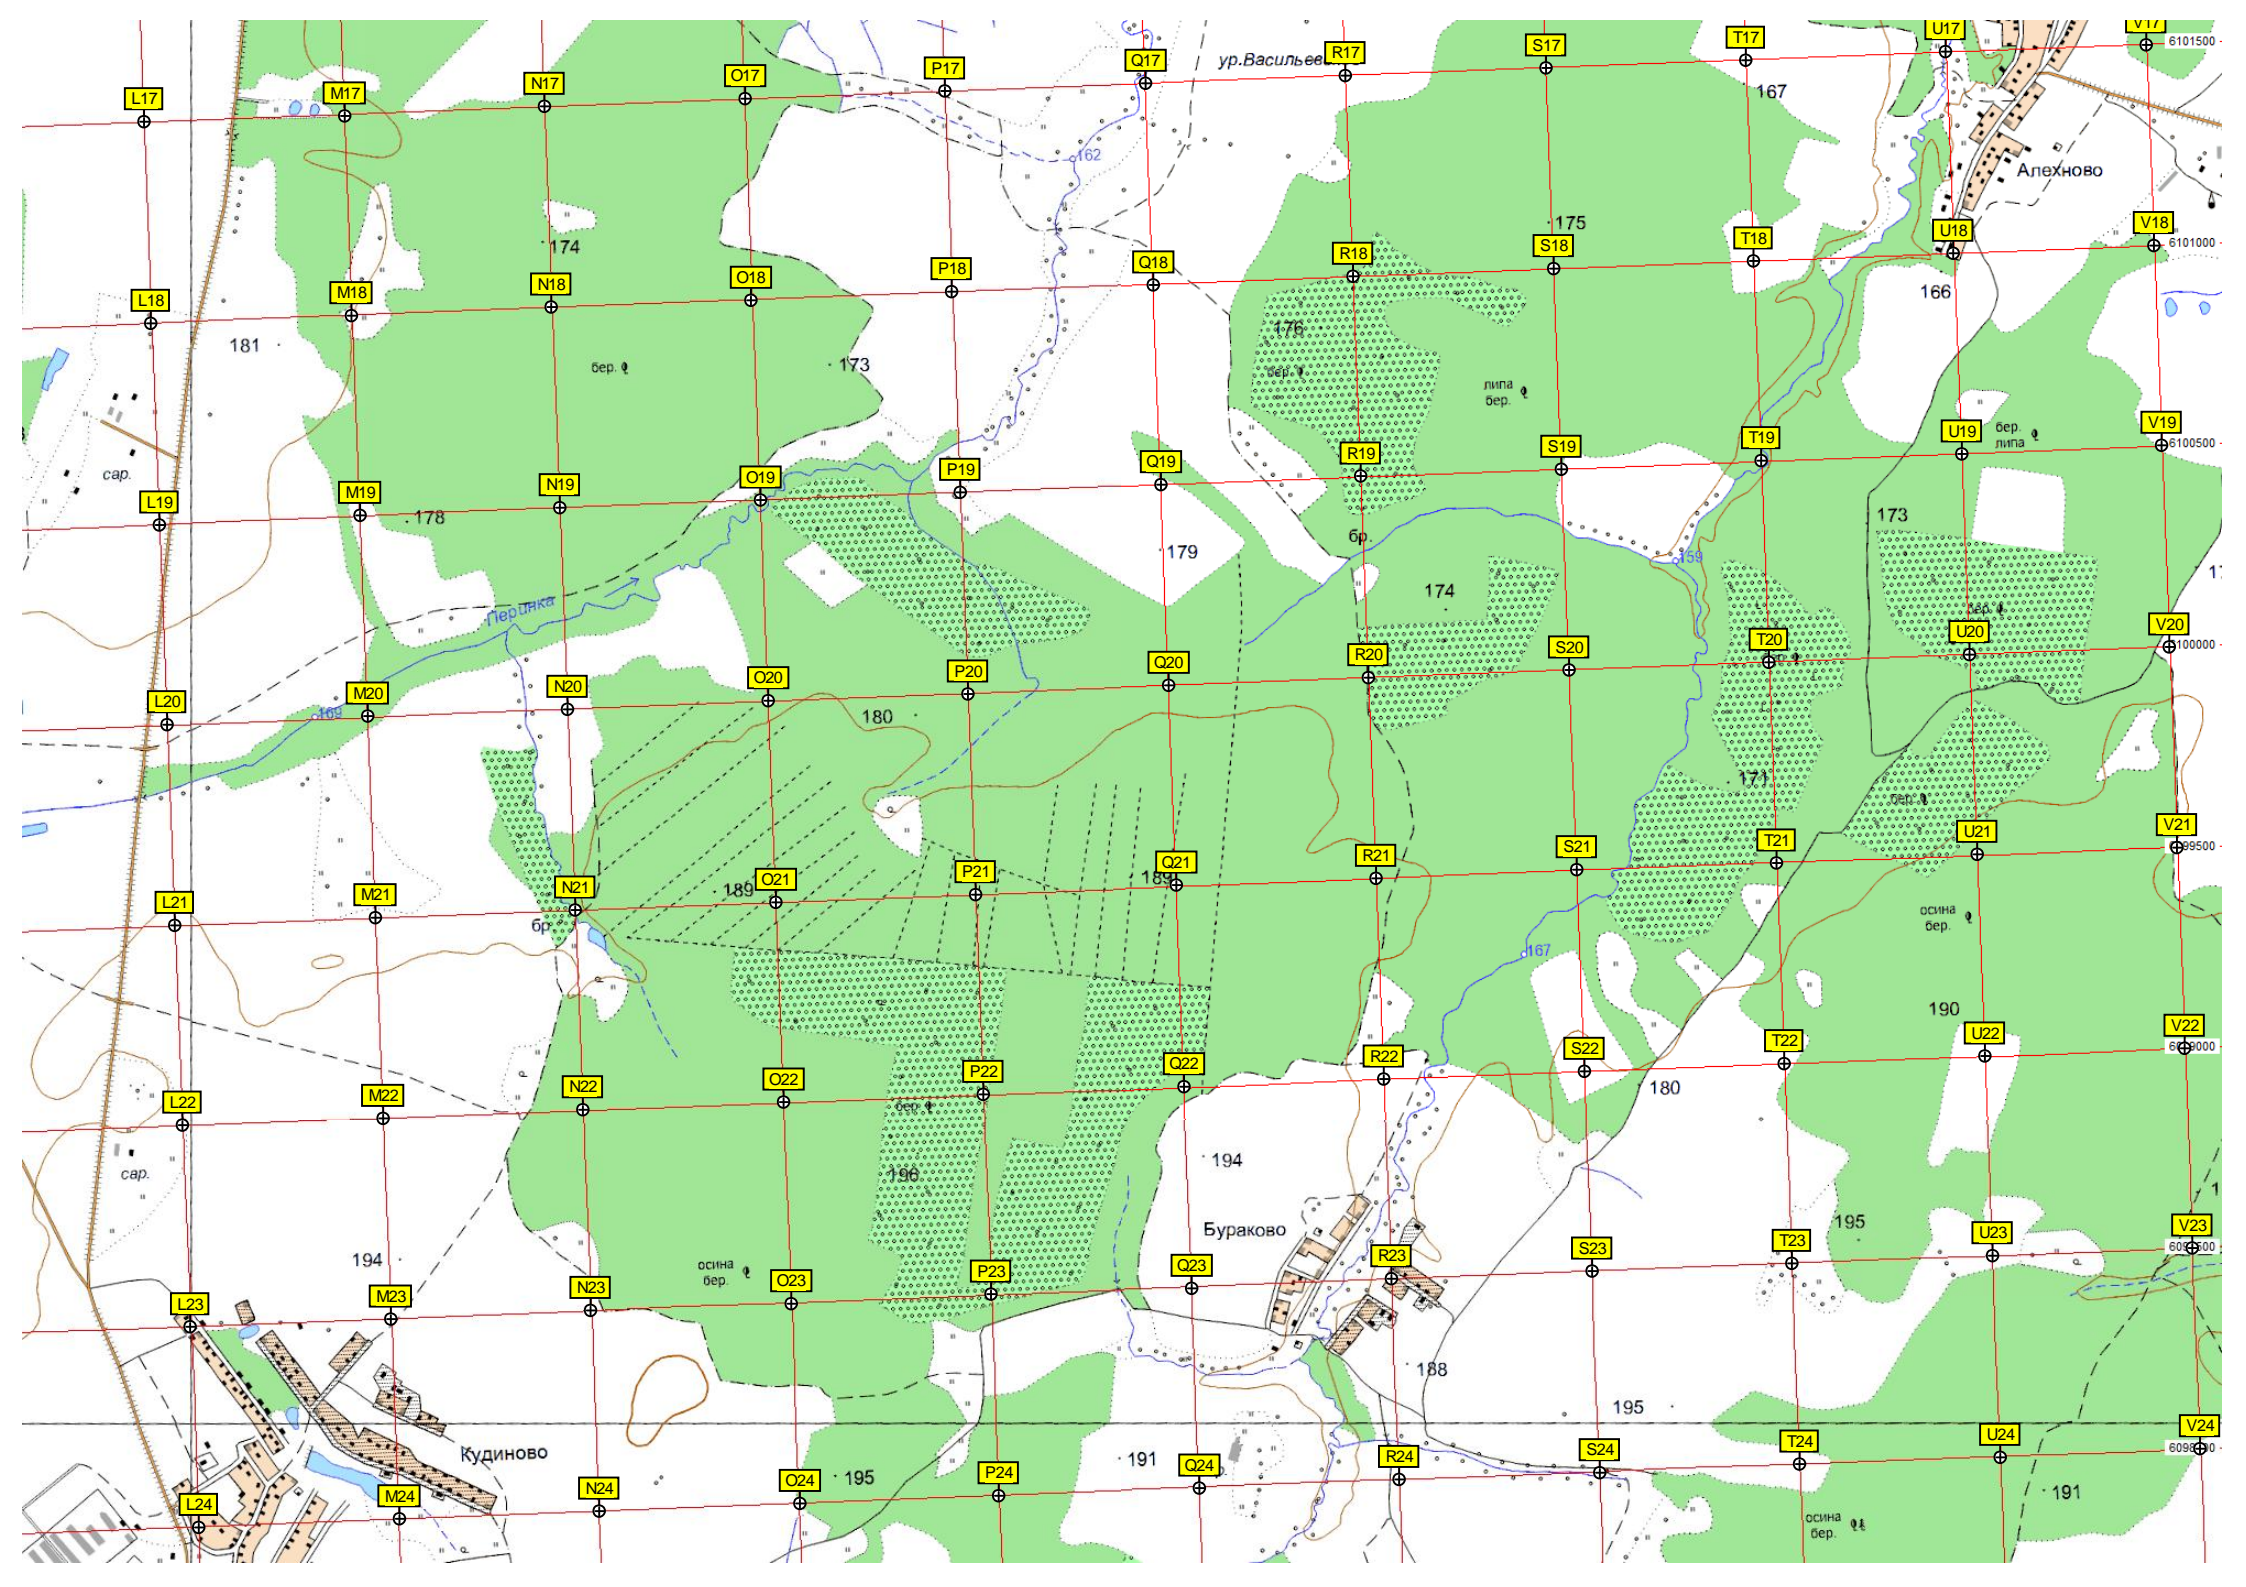 U17
V17
6101500
ур.Василье
R17
S17
T17
Q17
P17
O17
N17
M17
L17
167
162
Алехново
175
174
U18
V18
6101000
T18
S18
R18
Q18
P18
O18
N18
M18
L18
166
176
181
бер.
173
бер.
липа
бер.
V19
6100500
U19
бер.
липа
T19
S19
R19
Q19
P19
O19
N19
M19
L19
сар.
178
173
бр.
179
159
174
Перинка
бер.
V20
6100000
U20
T20
S20
R20
Q20
P20
O20
N20
M20
L20
169
180
171
бер.
V21
U21
T21
S21
R21
Q21
P21
O21
N21
M21
L21
189
189
бр
осина
бер.
167
190
V22
U22
T22
S22
R22
Q22
P22
O22
N22
M22
L22
180
бер.
194
196
сар.
195
Бураково
194
осина
бер.
V23
U23
T23
S23
R23
Q23
P23
O23
N23
M23
L23
188
195
Кудиново
191
195
V24
U24
T24
S24
R24
Q24
P24
O24
N24
M24
L24
191
осина
бер.